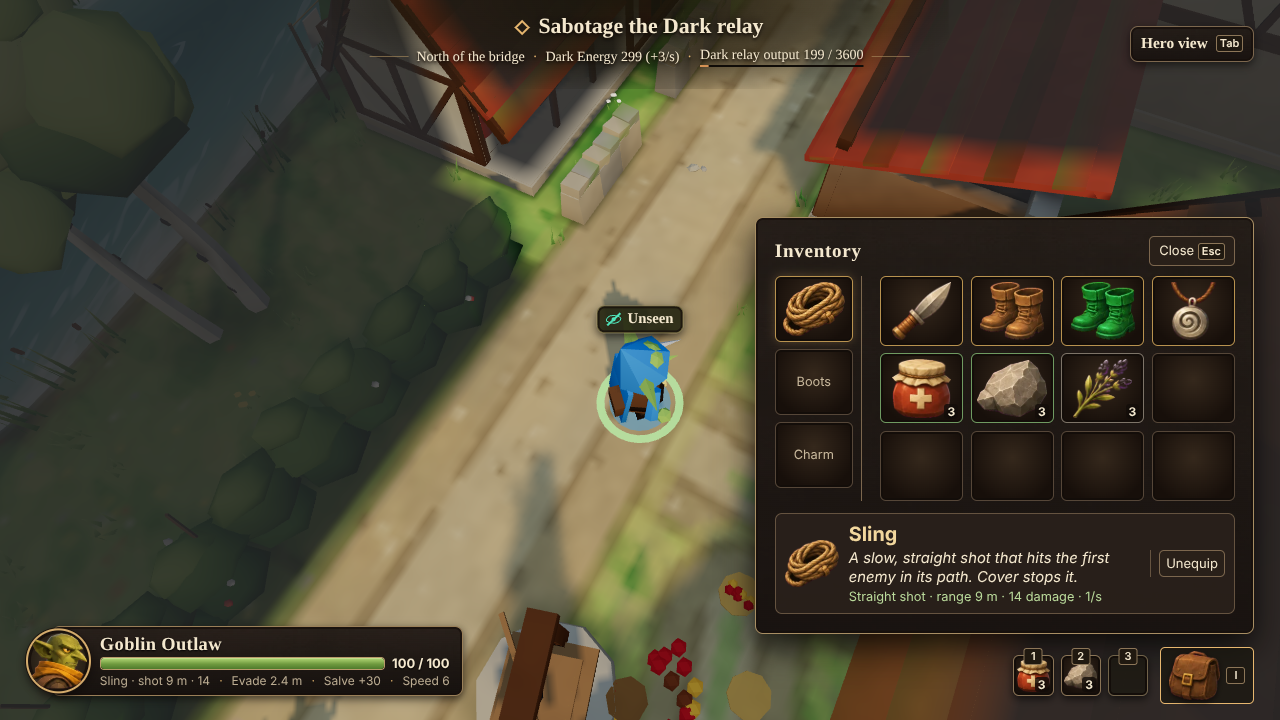 Sabotage the Dark relay
North of the bridge · Dark Energy 299 (+3/s) · Dark relay output 199 / 3600
Hero view Tab
Inventory
Close Esc
Unseen
Boots
3
3
3
Charm
Sling
A slow, straight shot that hits the first
enemy in its path. Cover stops it.
Straight shot · range 9 m · 14 damage · 1/s
Unequip
Goblin Outlaw
100 / 100
Sling · shot 9 m · 14 · Evade 2.4 m · Salve +30 · Speed 6
1
3
2
3
3
I